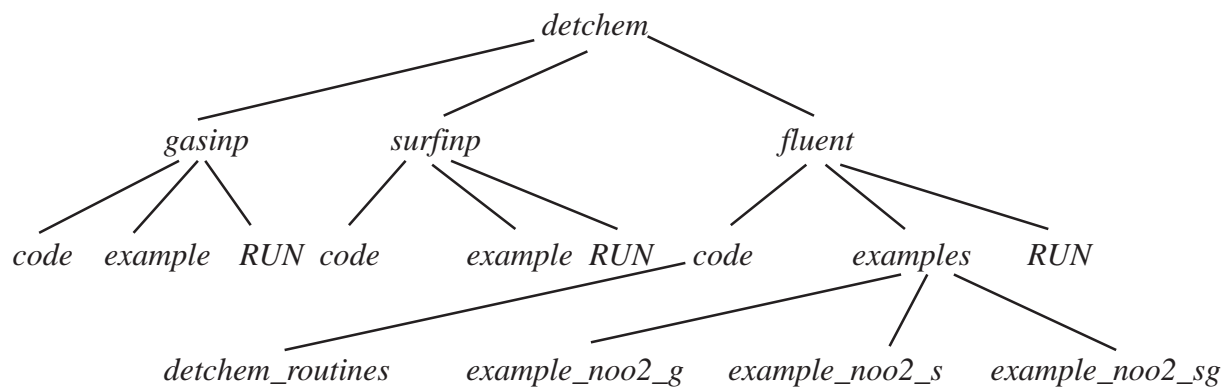 detchem
gasinp surfinp fluent
code example RUN code example RUN code examples RUN
detchem_routines example_noo2_g example_noo2_s example_noo2_sg